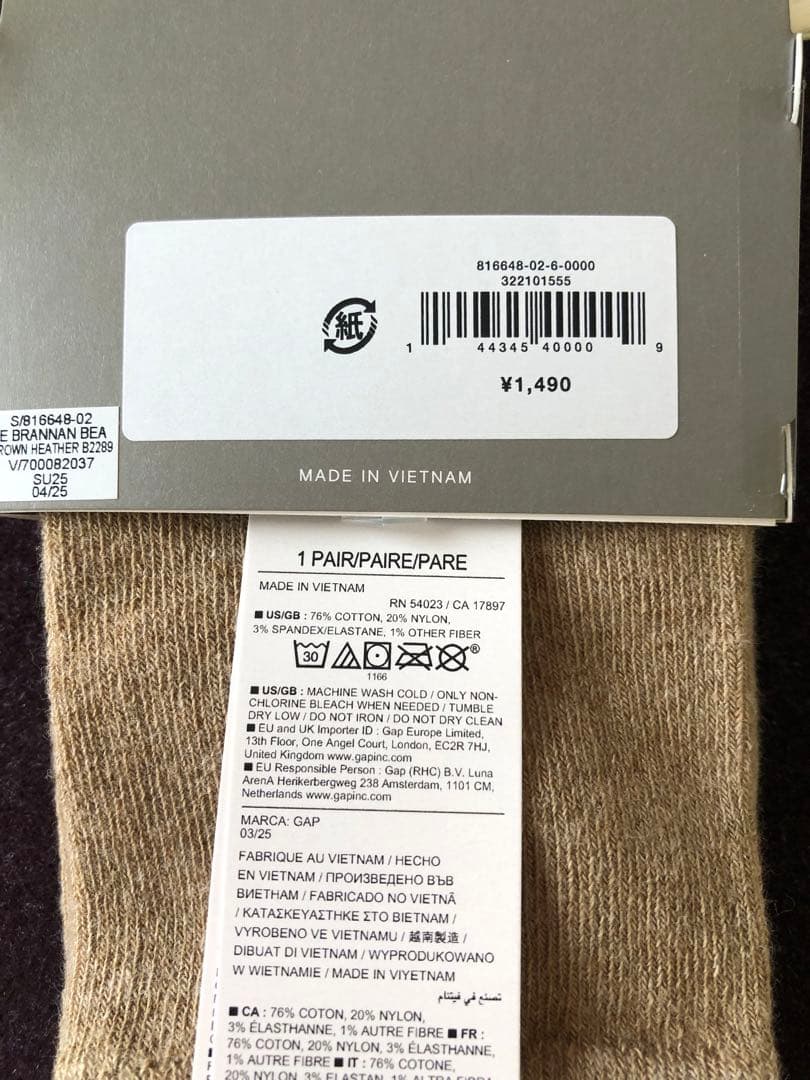 816648-02-6-0000
322101555
紙
1 44345 40000 9
¥1,490
S/816648-02
E BRANNAN BEA
ROWN HEATHER B2289
V/700082037
SU25
04/25
MADE IN VIETNAM
1 PAIR/PAIRE/PARE
MADE IN VIETNAM
RN 54023 / CA 17897
■ US/GB : 76% COTTON, 20% NYLON,
3% SPANDEX/ELASTANE, 1% OTHER FIBER
30
®
1166
■ US/GB : MACHINE WASH COLD / ONLY NON-
CHLORINE BLEACH WHEN NEEDED / TUMBLE
DRY LOW / DO NOT IRON / DO NOT DRY CLEAN
■ EU and UK Importer ID : Gap Europe Limited,
13th Floor, One Angel Court, London, EC2R 7HJ,
United Kingdom www.gapinc.com
■ EU Responsible Person : Gap (RHC) B.V. Luna
ArenA Herikerbergweg 238 Amsterdam, 1101 CM,
Netherlands www.gapinc.com
MARCA: GAP
03/25
FABRIQUE AU VIETNAM / HECHO
EN VIETNAM / ПРОИЗВЕДЕНО ВЪВ
ВИЕТНАМ / FABRICADO NO VIETNÃ
/ ΚΑΤΑΣΚΕΥΑΣΤΗΚΕ ΣΤΟ ΒΙΕΤΝΑΜ /
VYROBENO VE VIETNAMU / 越南製造 /
DIBUAT DI VIETNAM / WYPRODUKOWANO
W WIETNAMIE / MADE IN VIYETNAM
تصنع في فيتنام
■ CA : 76% COTON, 20% NYLON,
3% ÉLASTHANNE, 1% AUTRE FIBRE ■ FR :
76% COTON, 20% NYLON, 3% ÉLASTHANNE,
1% AUTRE FIBRE ■ IT : 76% COTONE,
20% NYLON, 3% ELASTAN, 1% ALTRA FIBRA